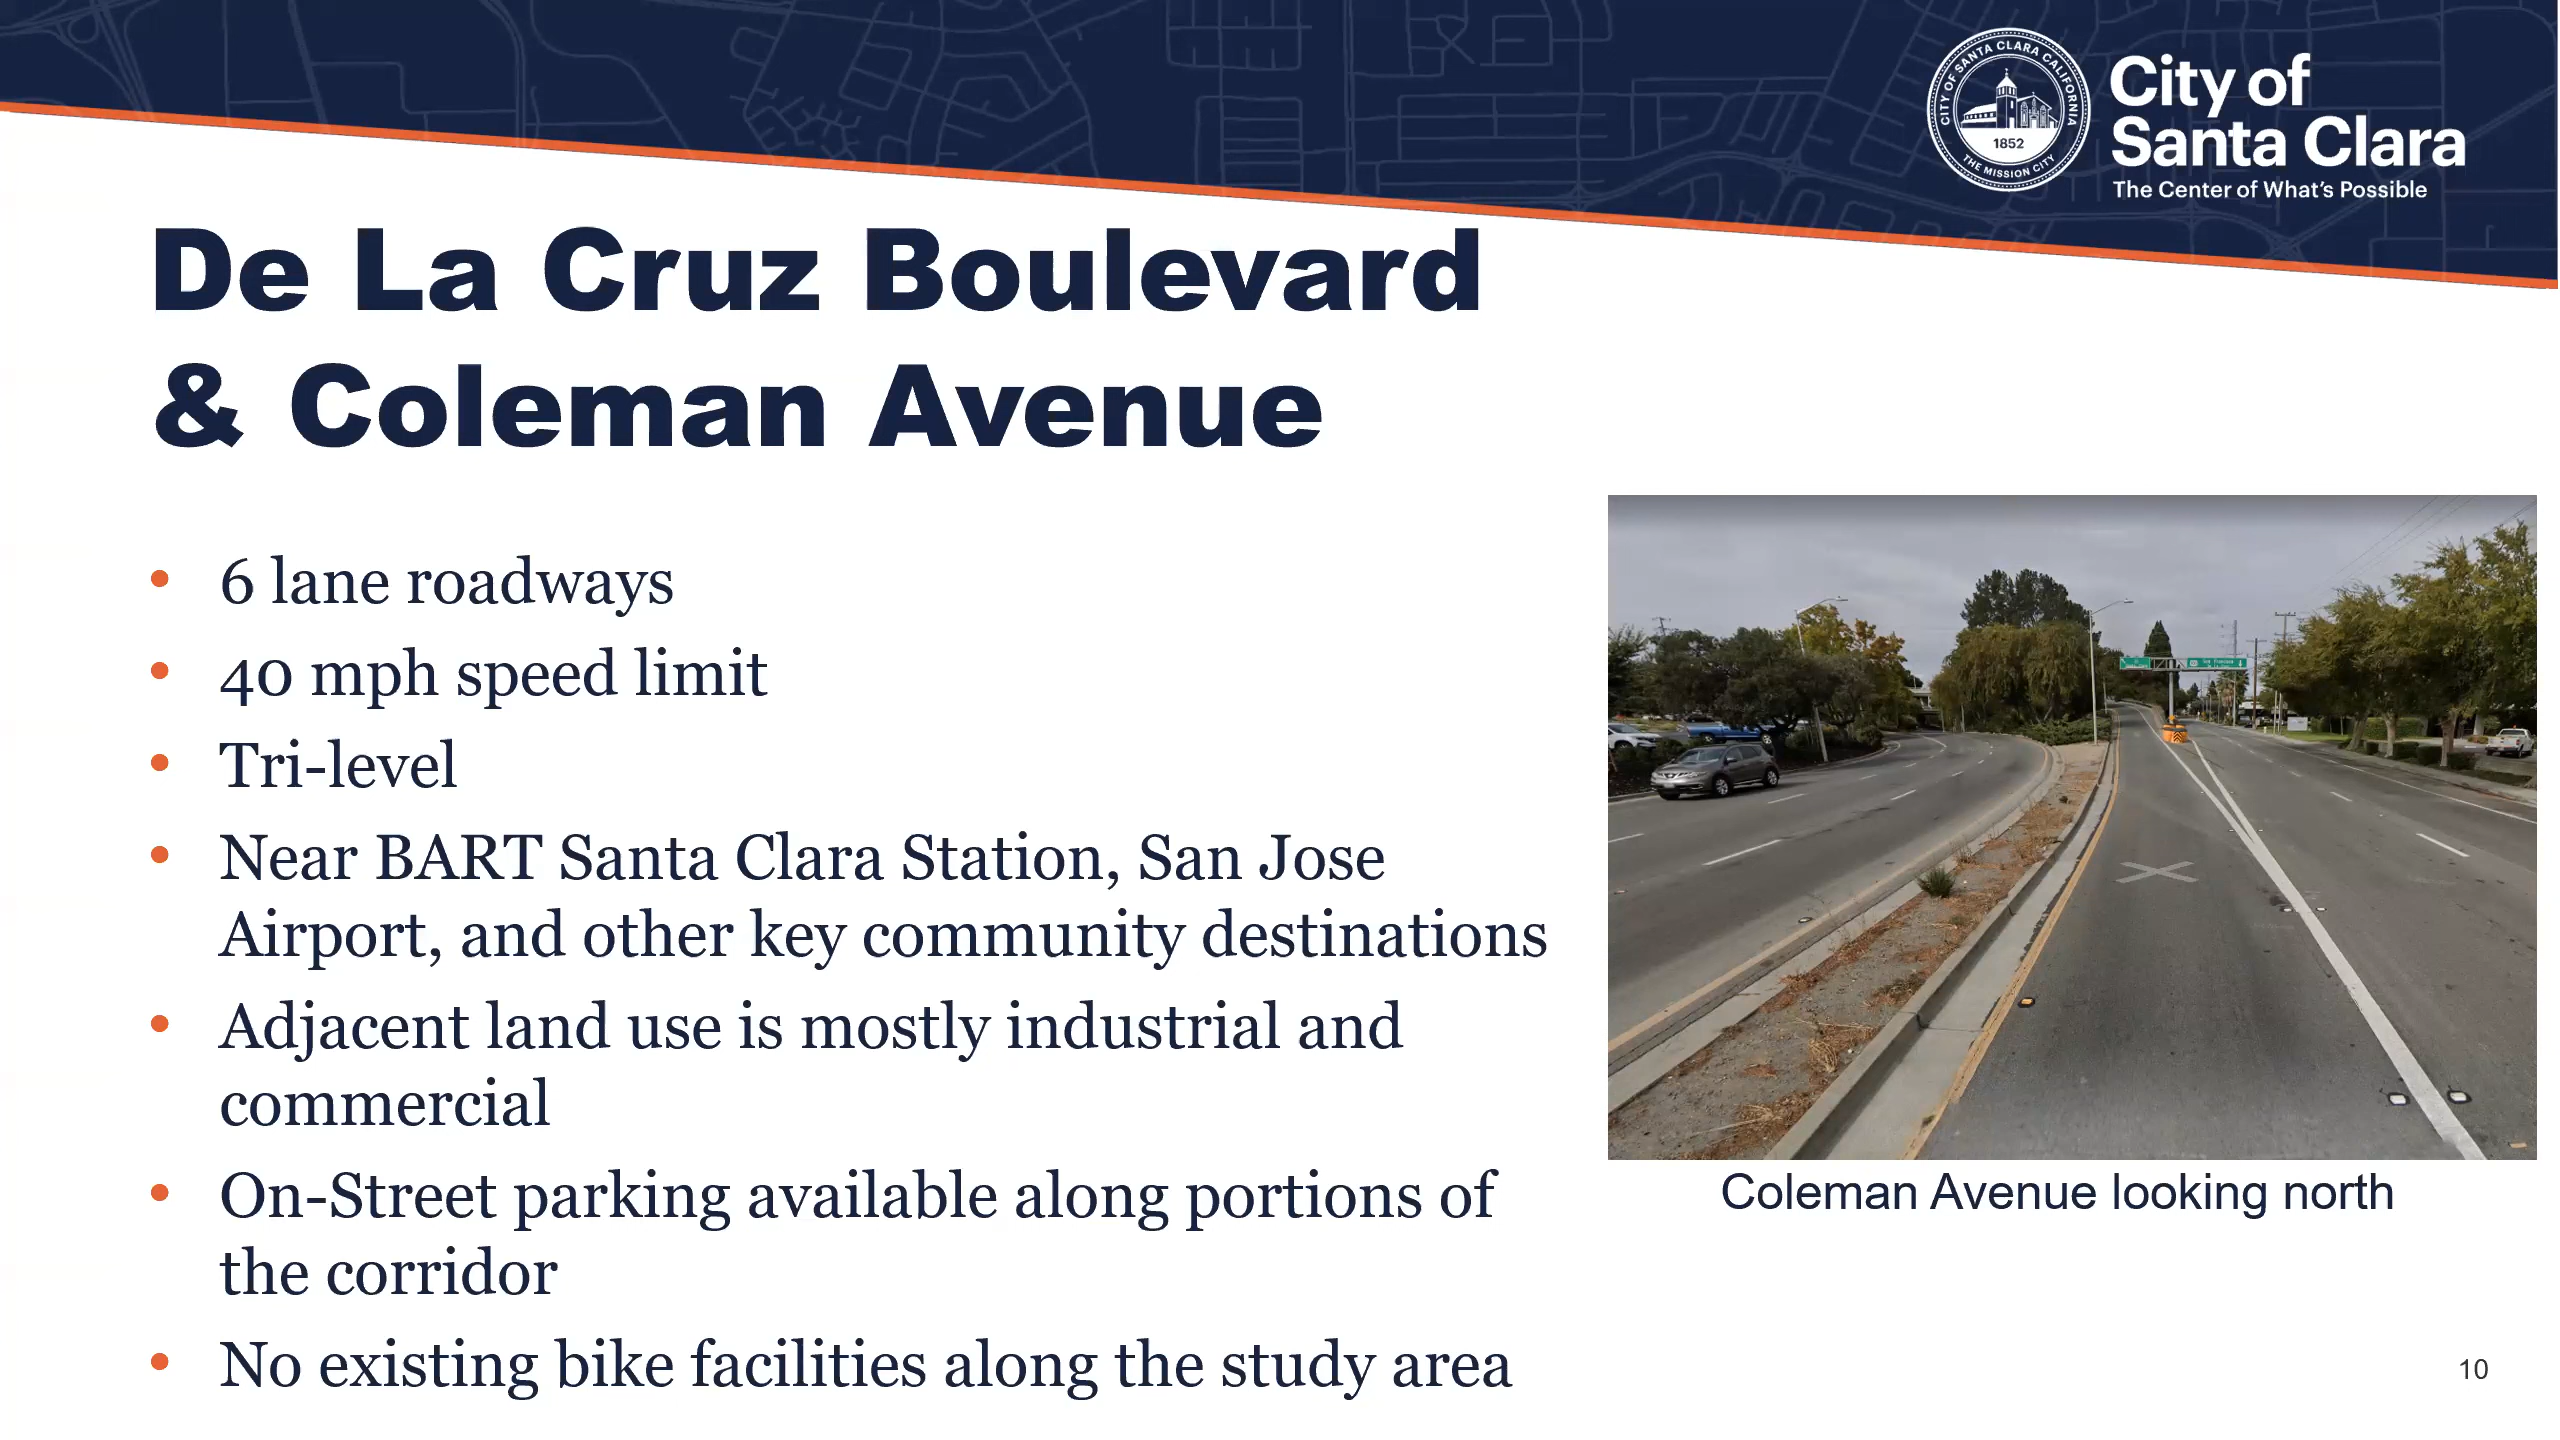 CITY OF SANTA CLARA CALIFORNIA
1852
THE MISSION CITY
City of
Santa Clara
The Center of What's Possible
De La Cruz Boulevard
& Coleman Avenue
• 6 lane roadways
• 40 mph speed limit
• Tri-level
• Near BART Santa Clara Station, San Jose
Airport, and other key community destinations
• Adjacent land use is mostly industrial and
commercial
• On-Street parking available along portions of
the corridor
• No existing bike facilities along the study area
Coleman Avenue looking north
10